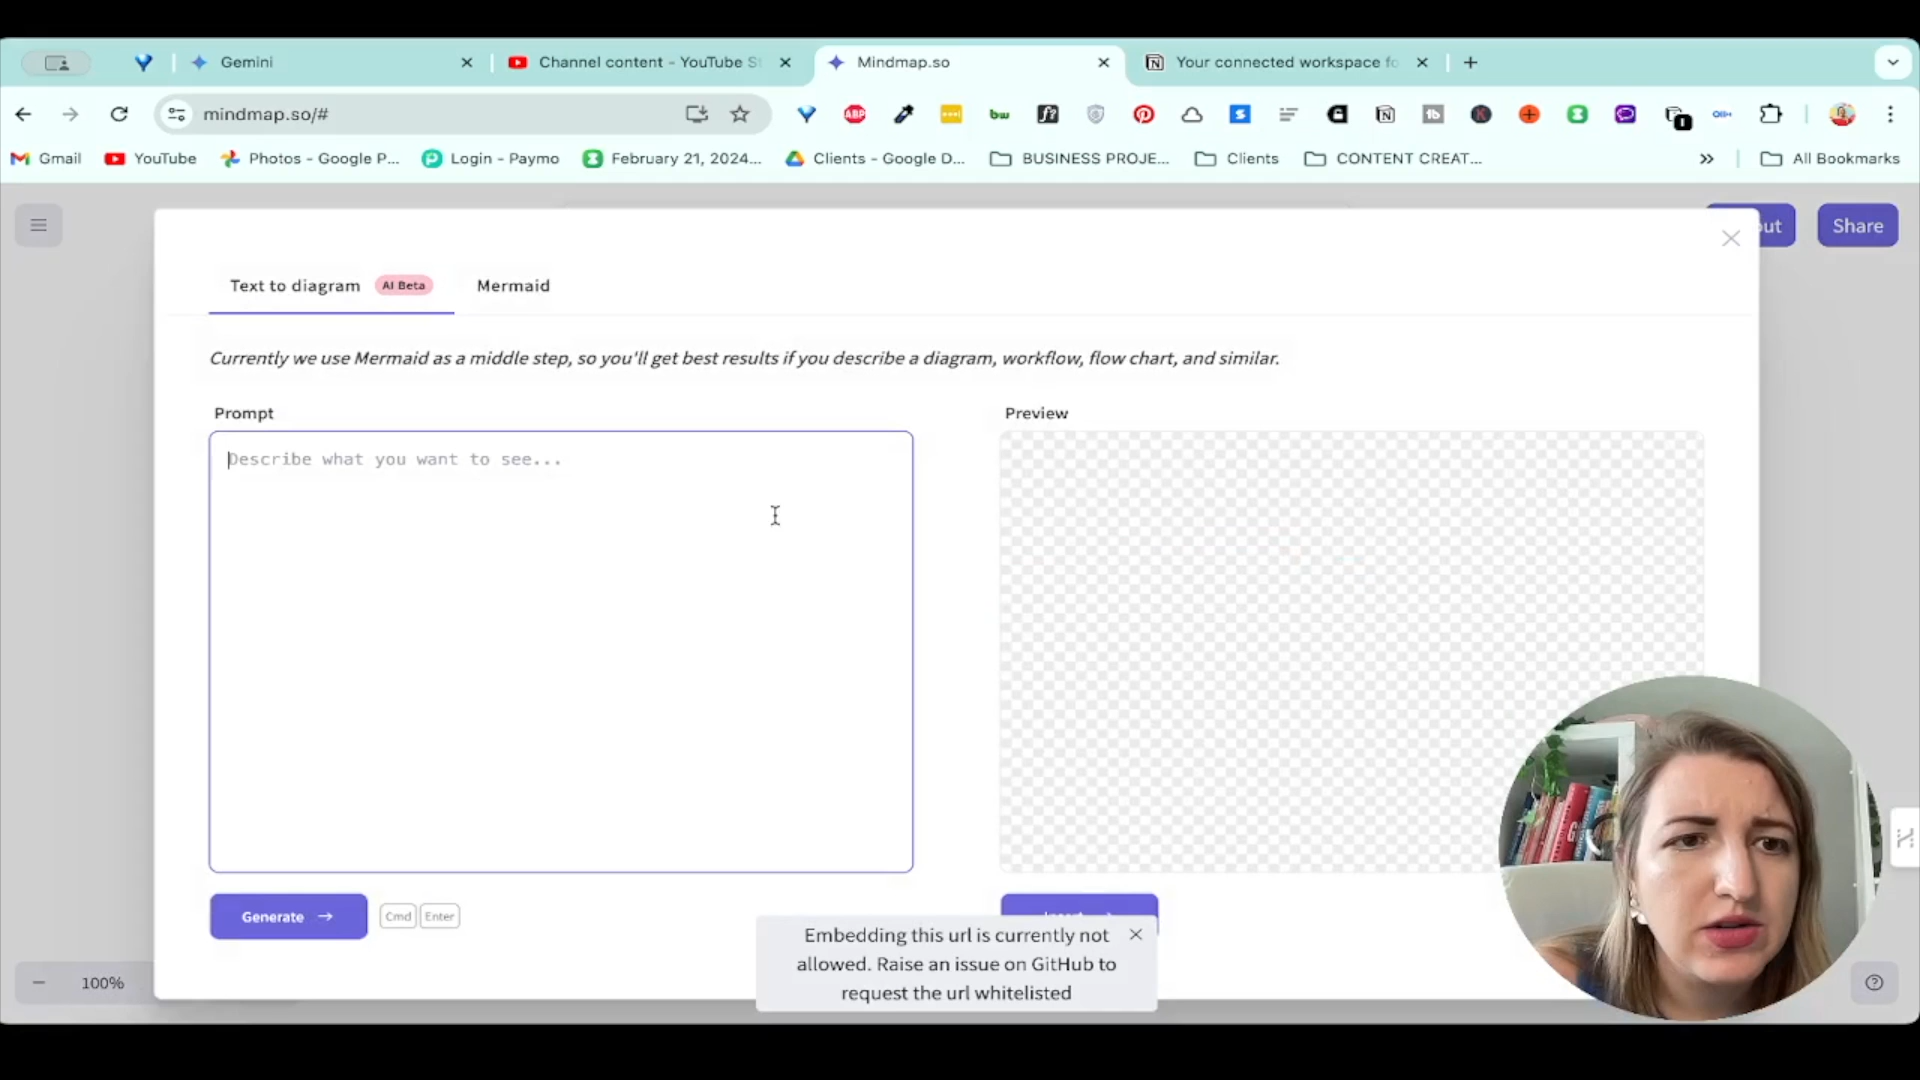 Gemini
Channel content - YouTube St
Mindmap.so
Your connected workspace fo
mindmap.so/#
ABP
bw
f?
Gmail
YouTube
Photos - Google P...
Login - Paymo
February 21, 2024...
Clients - Google D...
BUSINESS PROJE...
Clients
CONTENT CREAT...
All Bookmarks
out
Share
Text to diagram
AI Beta
Mermaid
Currently we use Mermaid as a middle step, so you'll get best results if you describe a diagram, workflow, flow chart, and similar.
Prompt
Preview
Describe what you want to see...
Generate
Cmd
Enter
Embedding this url is currently not
allowed. Raise an issue on GitHub to
request the url whitelisted
100%